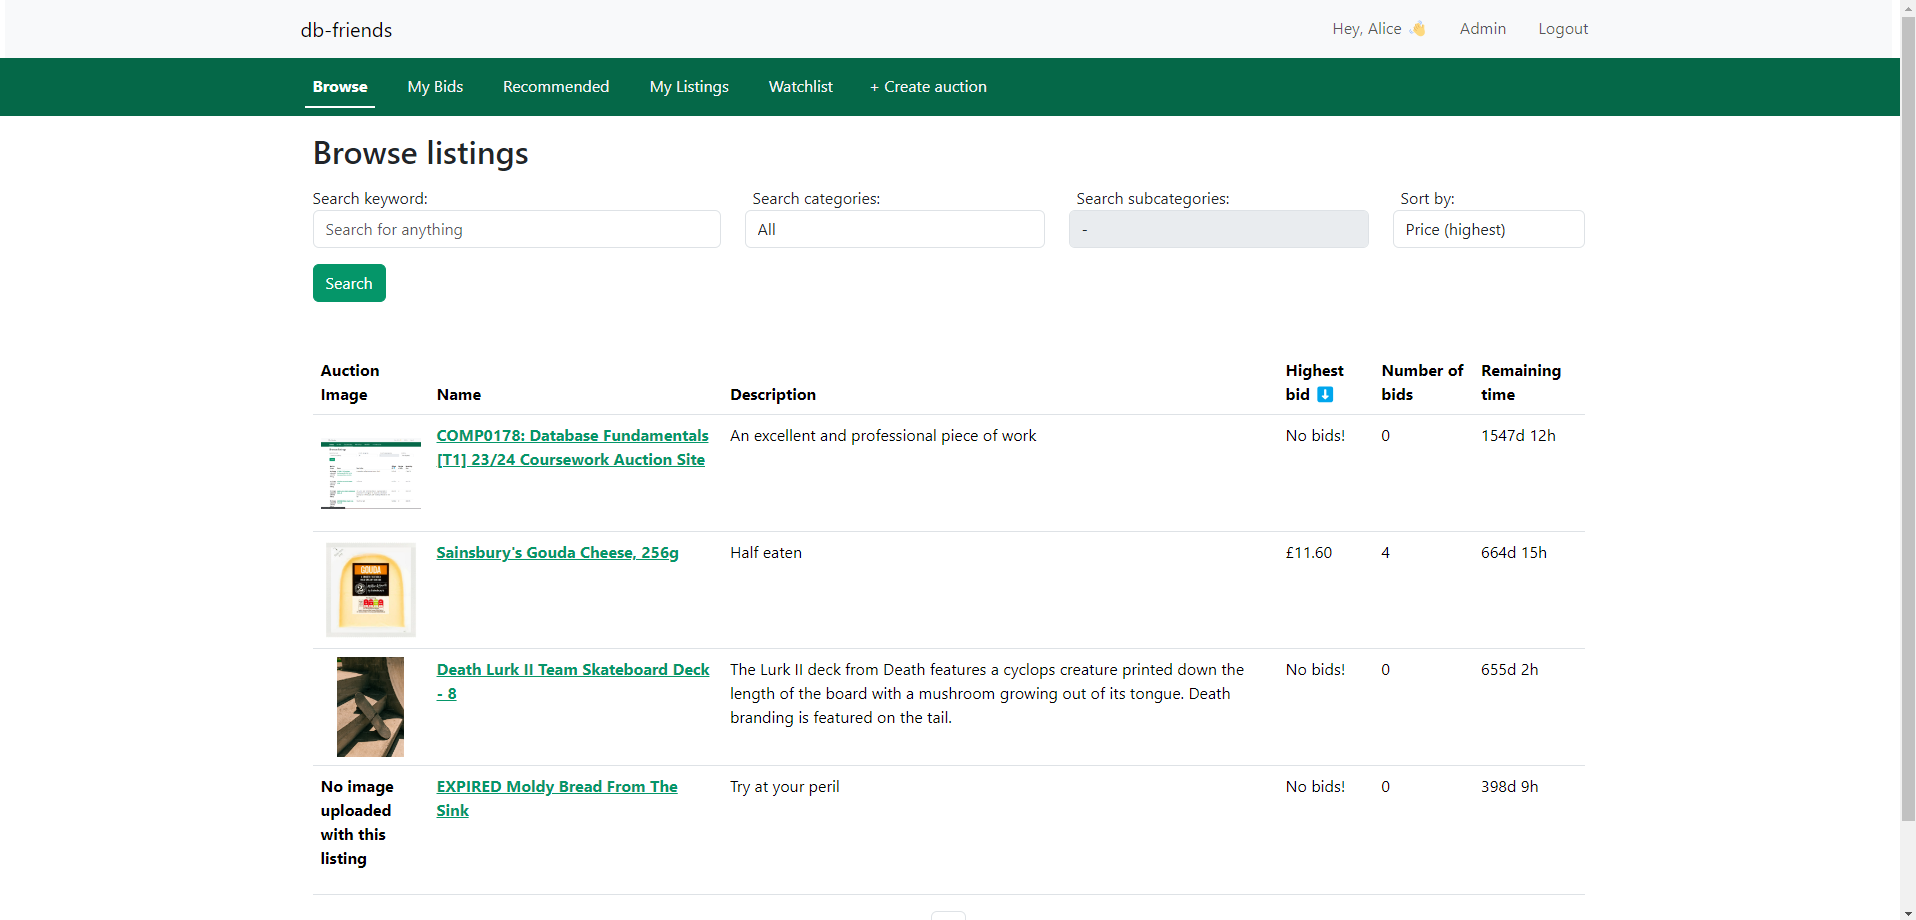 db-friends
Hey, Alice 👋 Admin Logout
Browse My Bids Recommended My Listings Watchlist + Create auction
Browse listings
Search keyword: Search categories: Search subcategories: Sort by:
Search for anything All - Price (highest)
Search
Auction Highest Number of Remaining
Image Name Description bid ⬇️ bids time
COMP0178: Database Fundamentals An excellent and professional piece of work No bids! 0 1547d 12h
[T1] 23/24 Coursework Auction Site
GOUDA
Sainsbury's Gouda Cheese, 256g Half eaten £11.60 4 664d 15h
Death Lurk II Team Skateboard Deck The Lurk II deck from Death features a cyclops creature printed down the No bids! 0 655d 2h
- 8 length of the board with a mushroom growing out of its tongue. Death
branding is featured on the tail.
No image EXPIRED Moldy Bread From The Try at your peril No bids! 0 398d 9h
uploaded Sink
with this
listing